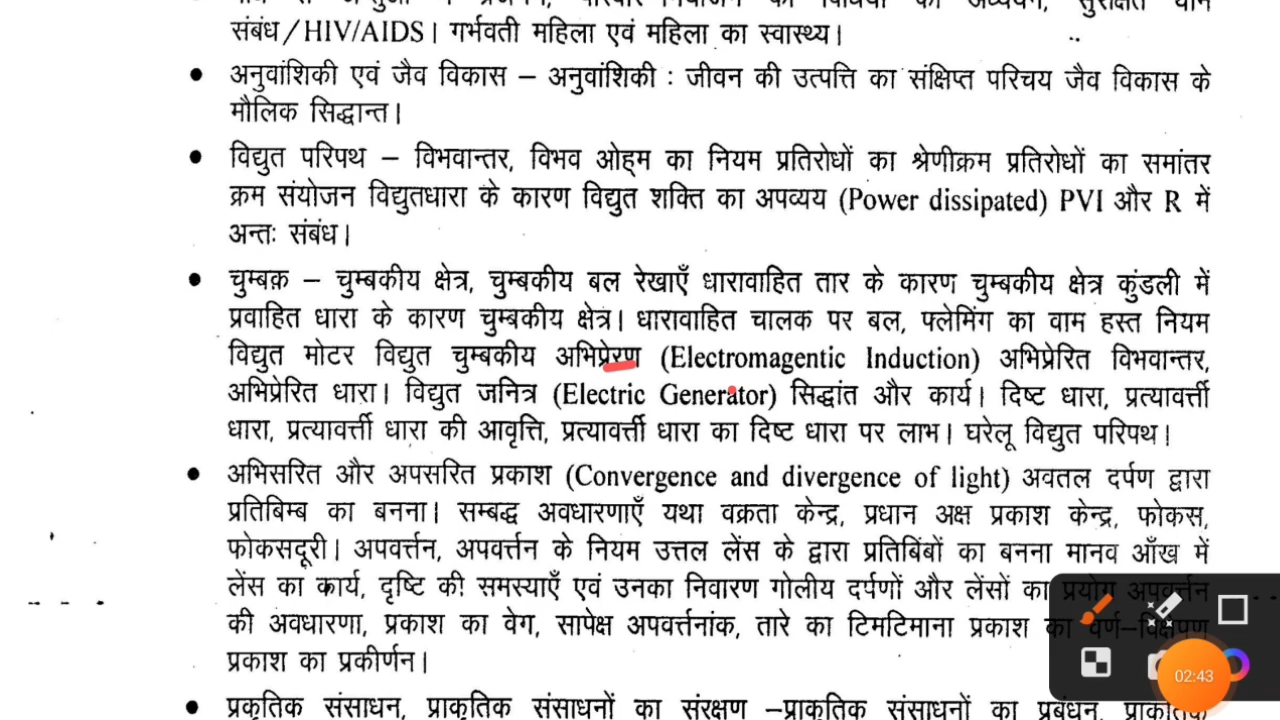 संबंध/HIV/AIDS। गर्भवती महिला एवं महिला का स्वास्थ्य।
• अनुवांशिकी एवं जैव विकास – अनुवांशिकी : जीवन की उत्पत्ति का संक्षिप्त परिचय जैव विकास के
मौलिक सिद्धान्त।
• विद्युत परिपथ – विभवान्तर, विभव ओह्म का नियम प्रतिरोधों का श्रेणीक्रम प्रतिरोधों का समांतर
क्रम संयोजन विद्युतधारा के कारण विद्युत शक्ति का अपव्यय (Power dissipated) PVI और R में
अन्तः संबंध।
• चुम्बक़ – चुम्बकीय क्षेत्र, चुम्बकीय बल रेखाएँ धारावाहित तार के कारण चुम्बकीय क्षेत्र कुंडली में
प्रवाहित धारा के कारण चुम्बकीय क्षेत्र। धारावाहित चालक पर बल, फ्लेमिंग का वाम हस्त नियम
विद्युत मोटर विद्युत चुम्बकीय अभिप्रेरण (Electromagentic Induction) अभिप्रेरित विभवान्तर,
अभिप्रेरित धारा। विद्युत जनित्र (Electric Generator) सिद्धांत और कार्य। दिष्ट धारा, प्रत्यावर्त्ती
धारा, प्रत्यावर्त्ती धारा की आवृत्ति, प्रत्यावर्त्ती धारा का दिष्ट धारा पर लाभ। घरेलू विद्युत परिपथ।
• अभिसरित और अपसरित प्रकाश (Convergence and divergence of light) अवतल दर्पण द्वारा
प्रतिबिम्ब का बनना। सम्बद्ध अवधारणाएँ यथा वक्रता केन्द्र, प्रधान अक्ष प्रकाश केन्द्र, फोकस,
फोकसदूरी। अपवर्त्तन, अपवर्त्तन के नियम उत्तल लेंस के द्वारा प्रतिबिंबों का बनना मानव आँख में
लेंस का कार्य, दृष्टि की समस्याएँ एवं उनका निवारण गोलीय दर्पणों और लेंसों का प्रयोग अपवर्त्तन
की अवधारणा, प्रकाश का वेग, सापेक्ष अपवर्त्तनांक, तारे का टिमटिमाना प्रकाश का वर्ण–विक्षेपण
प्रकाश का प्रकीर्णन।
• प्रकृतिक संसाधन, प्राकृतिक संसाधनों का संरक्षण –प्राकृतिक संसाधनों का प्रबंधन, प्राकृतिक
02:43